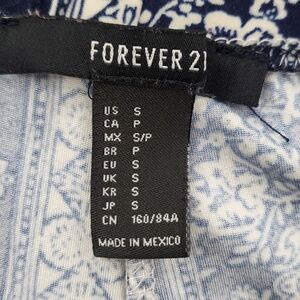 FOREVER 21
US S
CA P
MX S/P
BR P
EU S
UK S
KR S
JP S
CN 160/84A
MADE IN MEXICO